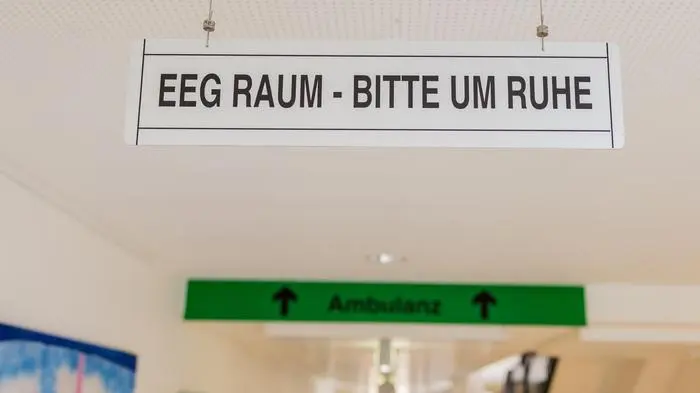 EEG RAUM - BITTE UM RUHE
Ambulanz